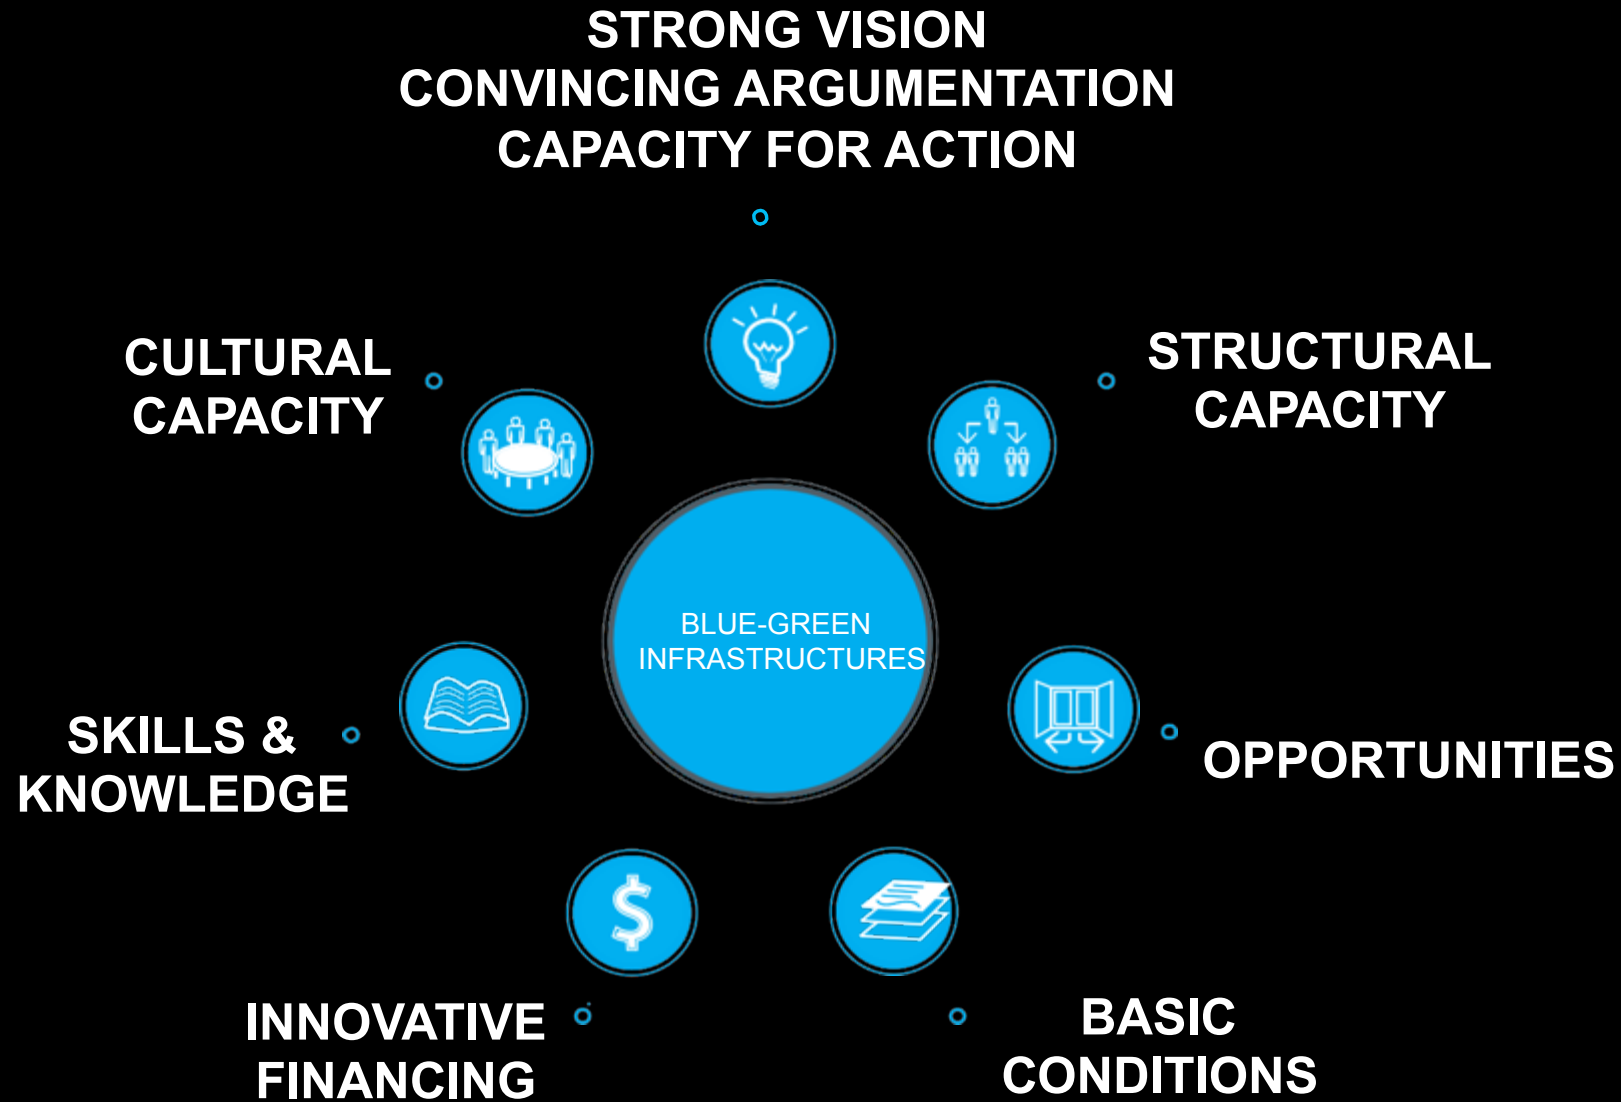 STRONG VISION
CONVINCING ARGUMENTATION
CAPACITY FOR ACTION
CULTURAL
CAPACITY
STRUCTURAL
CAPACITY
BLUE-GREEN
INFRASTRUCTURES
SKILLS &
KNOWLEDGE
OPPORTUNITIES
$
INNOVATIVE
FINANCING
BASIC
CONDITIONS